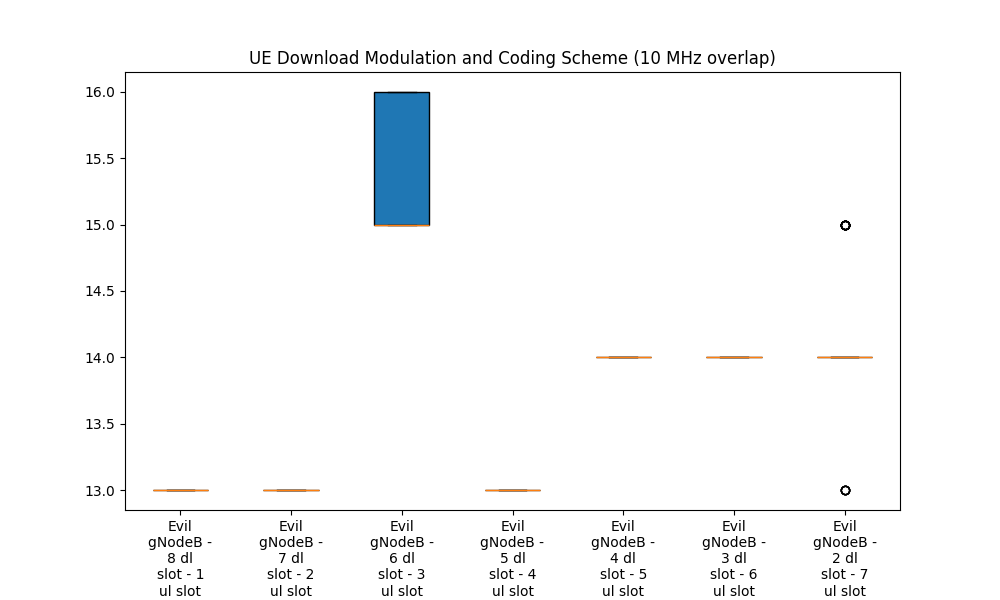 UE Download Modulation and Coding Scheme (10 MHz overlap)
16.0
15.5
15.0
14.5
14.0
13.5
13.0
Evil
gNodeB -
8 dl
slot - 1
ul slot
Evil
gNodeB -
7 dl
slot - 2
ul slot
Evil
gNodeB -
6 dl
slot - 3
ul slot
Evil
gNodeB -
5 dl
slot - 4
ul slot
Evil
gNodeB -
4 dl
slot - 5
ul slot
Evil
gNodeB -
3 dl
slot - 6
ul slot
Evil
gNodeB -
2 dl
slot - 7
ul slot